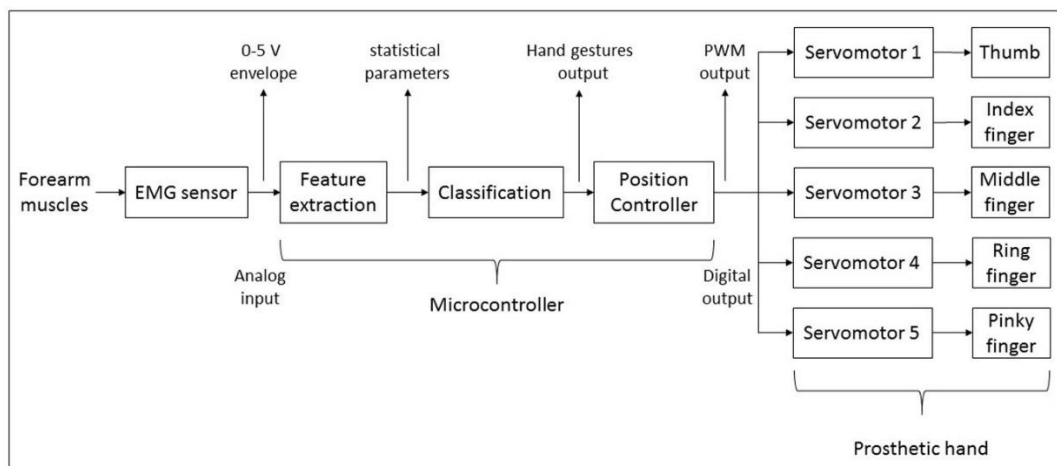 0-5 V
envelope
statistical
parameters
Hand gestures
output
PWM
output
Servomotor 1
Thumb
Servomotor 2
Index
finger
Forearm
muscles
EMG sensor
Feature
extraction
Classification
Position
Controller
Servomotor 3
Middle
finger
Analog
input
Microcontroller
Digital
output
Servomotor 4
Ring
finger
Servomotor 5
Pinky
finger
Prosthetic hand